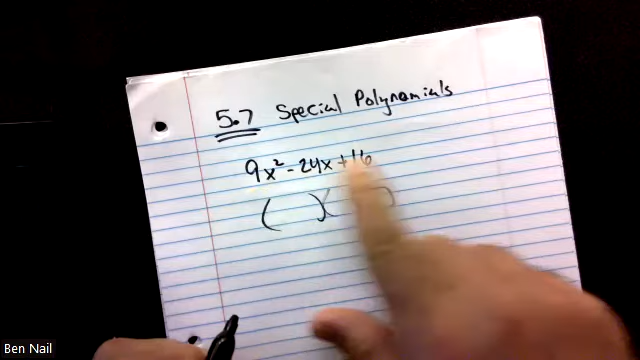 5.7 Special Polynomials
9x² - 24x + 16
(  )(  )
Ben Nail